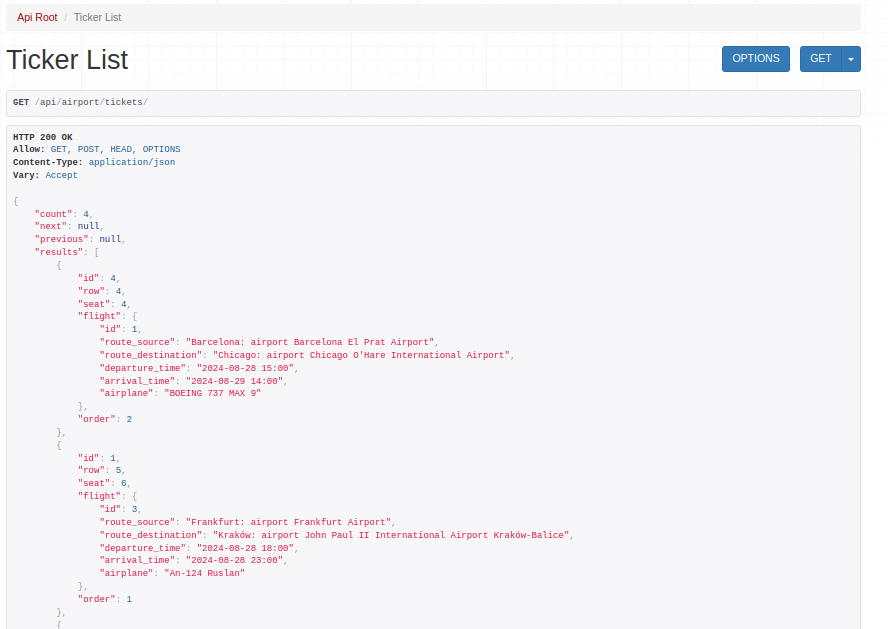 Api Root / Ticker List
Ticker List
OPTIONS
GET
GET /api/airport/tickets/
HTTP 200 OK
Allow: GET, POST, HEAD, OPTIONS
Content-Type: application/json
Vary: Accept
{
    "count": 4,
    "next": null,
    "previous": null,
    "results": [
        {
            "id": 4,
            "row": 4,
            "seat": 4,
            "flight": {
                "id": 1,
                "route_source": "Barcelona: airport Barcelona El Prat Airport",
                "route_destination": "Chicago: airport Chicago O'Hare International Airport",
                "departure_time": "2024-08-28 15:00",
                "arrival_time": "2024-08-29 14:00",
                "airplane": "BOEING 737 MAX 9"
            },
            "order": 2
        },
        {
            "id": 1,
            "row": 5,
            "seat": 6,
            "flight": {
                "id": 3,
                "route_source": "Frankfurt: airport Frankfurt Airport",
                "route_destination": "Kraków: airport John Paul II International Airport Kraków-Balice",
                "departure_time": "2024-08-28 18:00",
                "arrival_time": "2024-08-28 23:00",
                "airplane": "An-124 Ruslan"
            },
            "order": 1
        },
        {